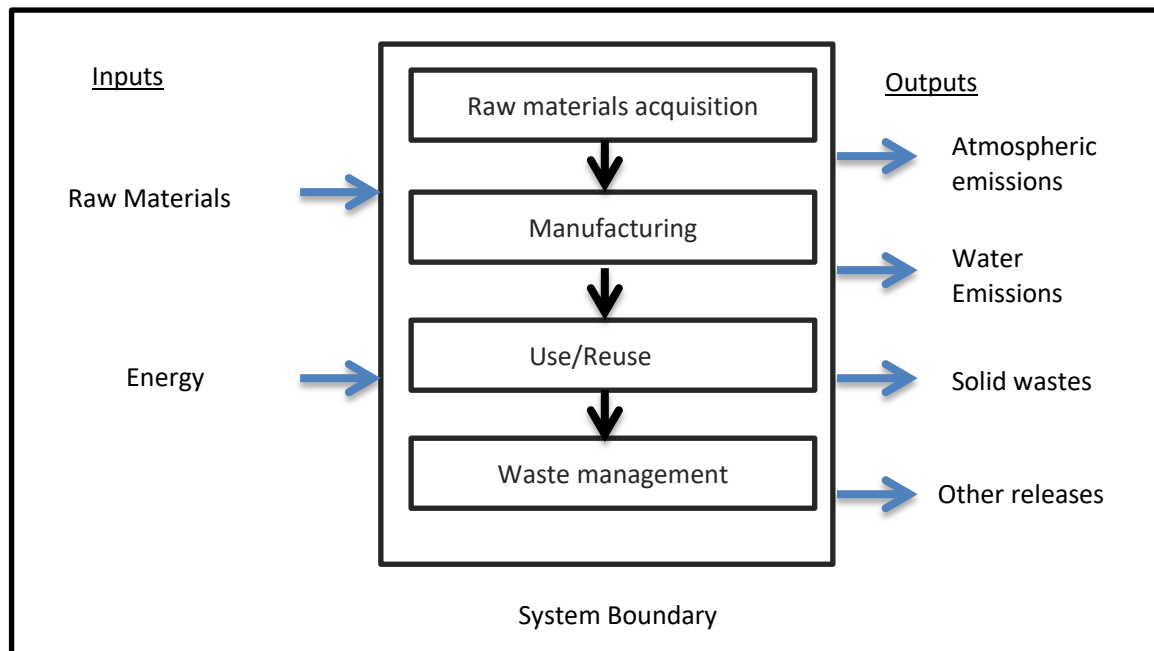 Inputs
Raw Materials
Energy
Raw materials acquisition
Manufacturing
Use/Reuse
Waste management
System Boundary
Outputs
Atmospheric
emissions
Water
Emissions
Solid wastes
Other releases